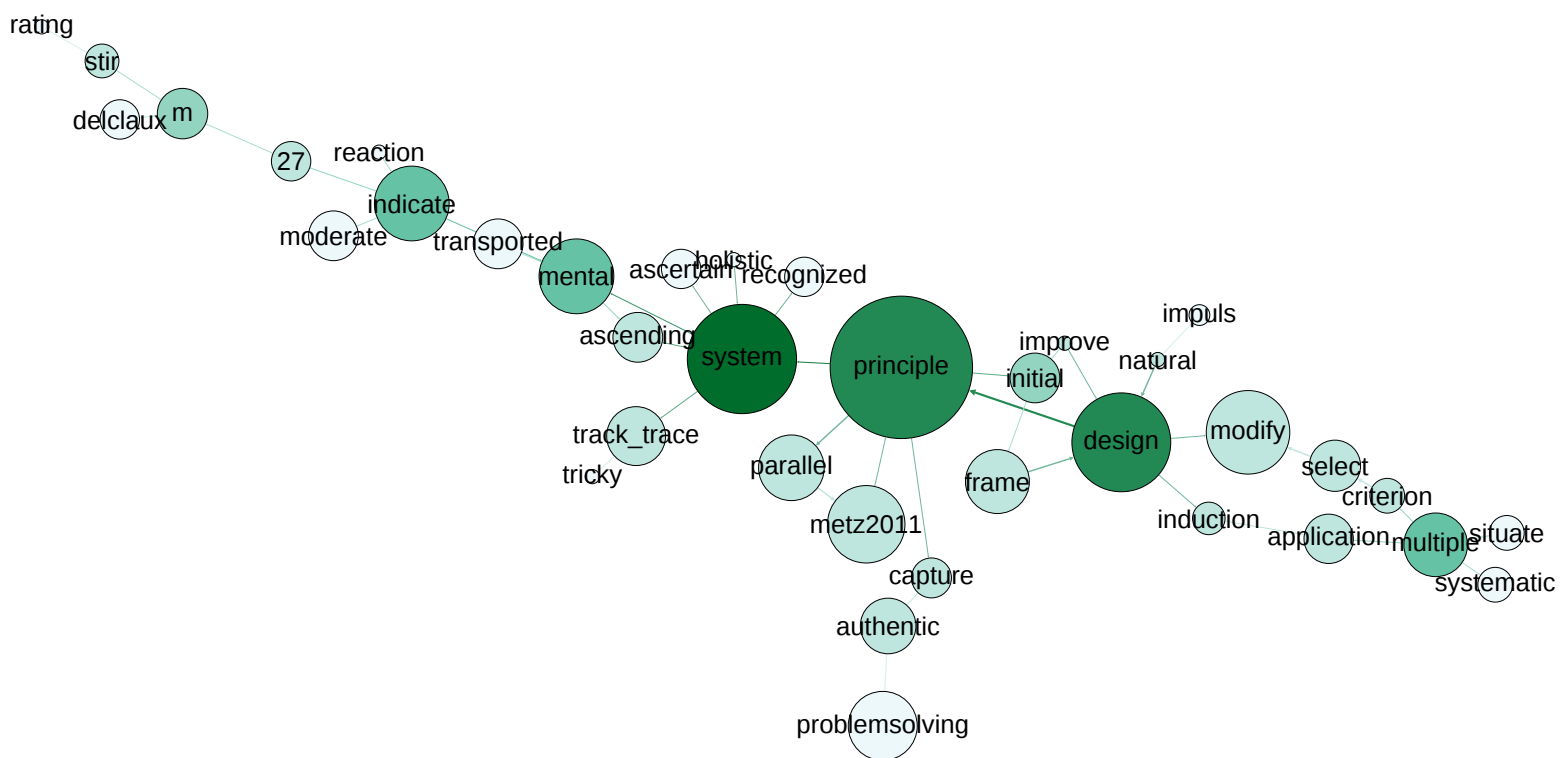 rating
stir
m
delclaux
27
reaction
indicate
moderate
transported
mental
ascertain
holistic
recognized
ascending
system
principle
impuls
improve
natural
initial
track_trace
tricky
parallel
metz2011
frame
design
modify
select
criterion
induction
application
multiple
situate
systematic
capture
authentic
problemsolving